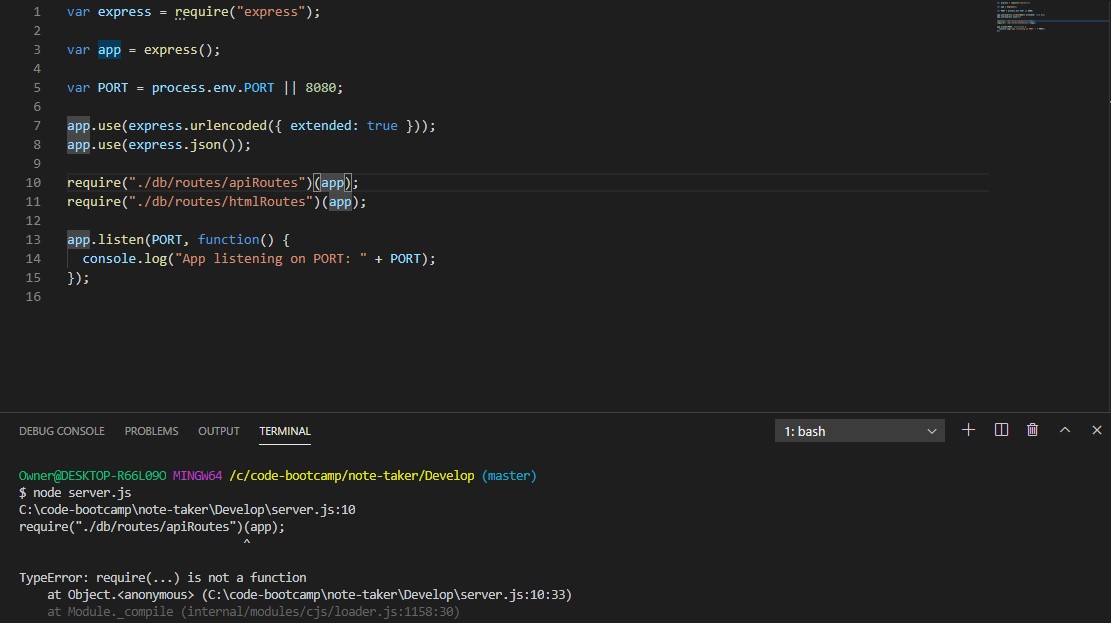 1 var express = require("express");
2
3 var app = express();
4
5 var PORT = process.env.PORT || 8080;
6
7 app.use(express.urlencoded({ extended: true }));
8 app.use(express.json());
9
10 require("./db/routes/apiRoutes")(app);
11 require("./db/routes/htmlRoutes")(app);
12
13 app.listen(PORT, function() {
14   console.log("App listening on PORT: " + PORT);
15 });
16
DEBUG CONSOLE PROBLEMS OUTPUT TERMINAL 1: bash
Owner@DESKTOP-R66L09O MINGW64 /c/code-bootcamp/note-taker/Develop (master)
$ node server.js
C:\code-bootcamp\note-taker\Develop\server.js:10
require("./db/routes/apiRoutes")(app);
^
TypeError: require(...) is not a function
    at Object.<anonymous> (C:\code-bootcamp\note-taker\Develop\server.js:10:33)
    at Module._compile (internal/modules/cjs/loader.js:1158:30)